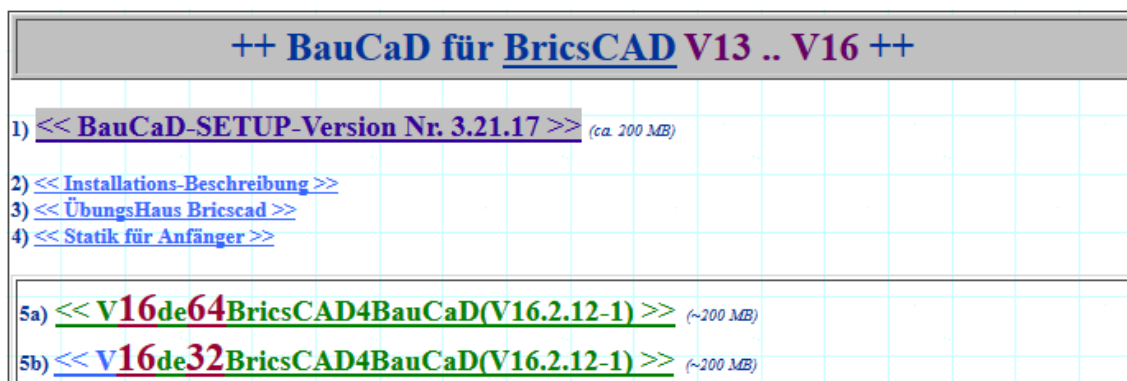 ++ BauCaD für BricsCAD V13 .. V16 ++
1) << BauCaD-SETUP-Version Nr. 3.21.17 >> (ca. 200 MB)
2) << Installations-Beschreibung >>
3) << ÜbungsHaus Bricscad >>
4) << Statik für Anfänger >>
5a) << V16de64BricsCAD4BauCaD(V16.2.12-1) >> (~200 MB)
5b) << V16de32BricsCAD4BauCaD(V16.2.12-1) >> (~200 MB)